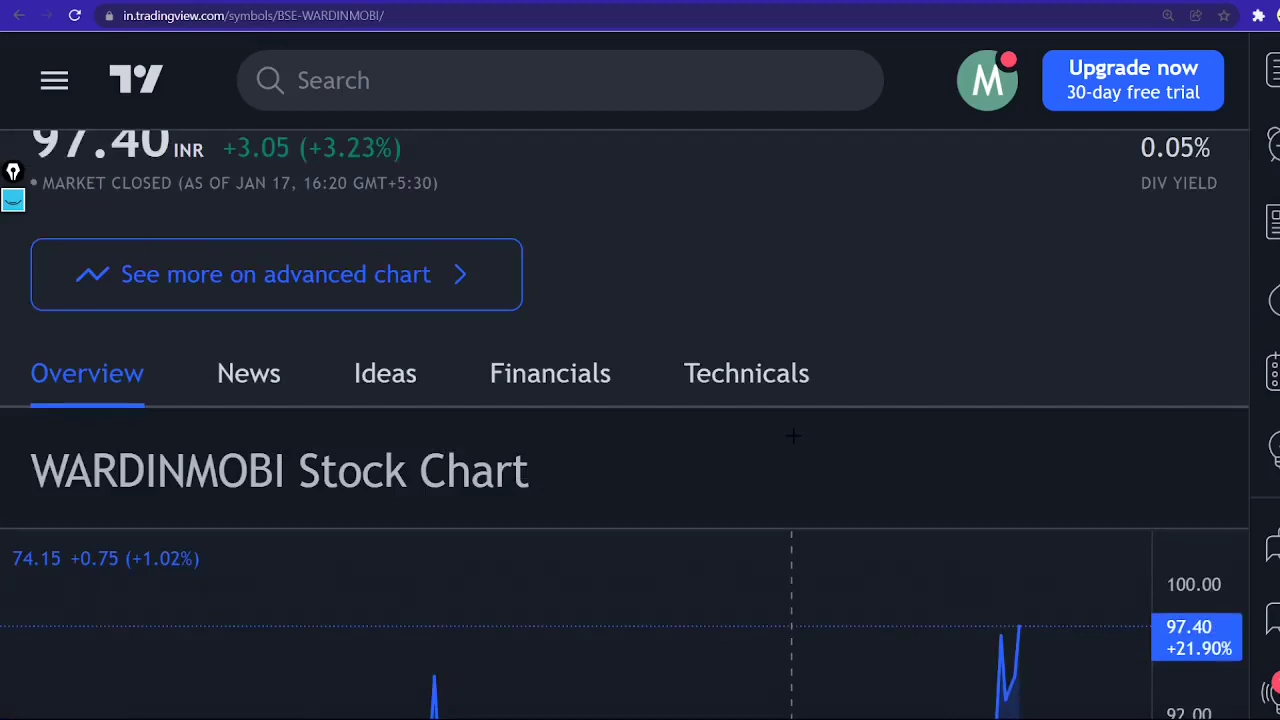 in.tradingview.com/symbols/BSE-WARDINMOBI/
Search
M
Upgrade now
30-day free trial
97.40 INR +3.05 (+3.23%)
0.05%
MARKET CLOSED (AS OF JAN 17, 16:20 GMT+5:30)
DIV YIELD
See more on advanced chart
Overview News Ideas Financials Technicals
WARDINMOBI Stock Chart
74.15 +0.75 (+1.02%)
100.00
97.40
+21.90%
92.00